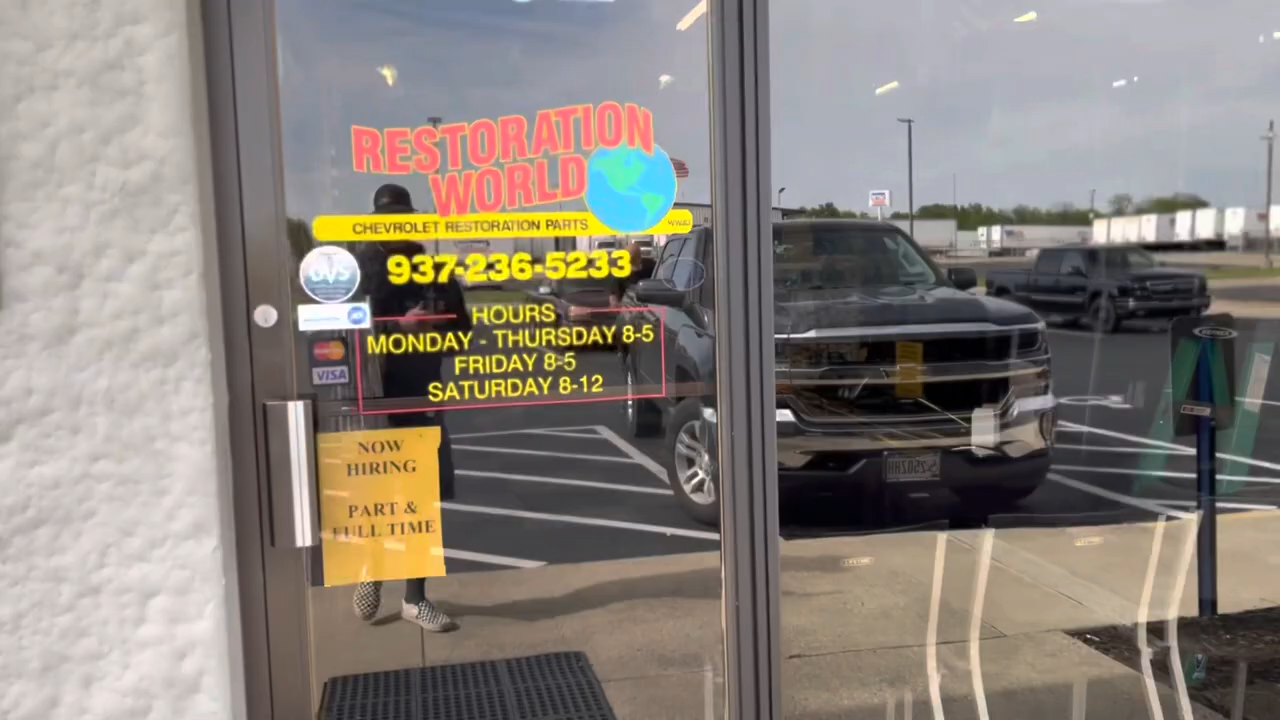 RESTORATION
WORLD
CHEVROLET RESTORATION PARTS
937-236-5233
HOURS
MONDAY - THURSDAY 8-5
FRIDAY 8-5
SATURDAY 8-12
VISA
NOW
HIRING
PART &
FULL TIME